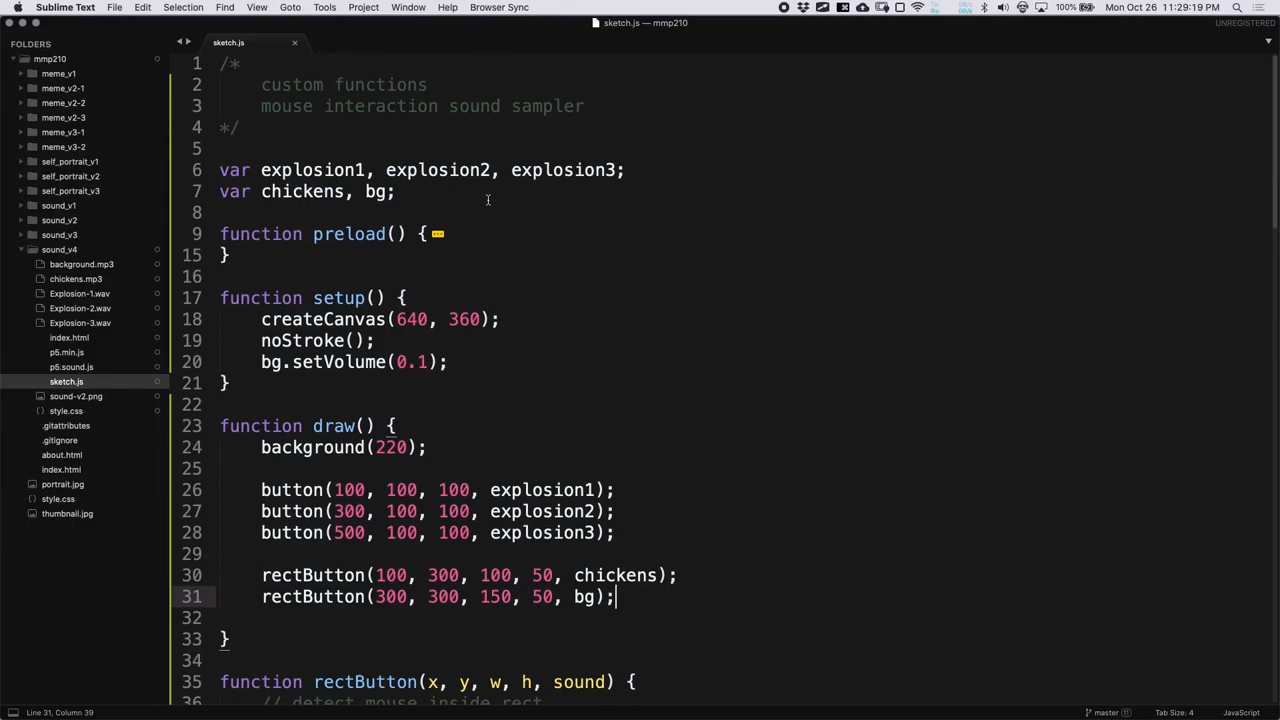 Sublime Text File Edit Selection Find View Goto Tools Project Window Help Browser Sync 100% Mon Oct 26 11:29:19 PM
sketch.js — mmp210
UNREGISTERED
FOLDERS
mmp210
meme_v1
meme_v2-1
meme_v2-2
meme_v2-3
meme_v3-1
meme_v3-2
self_portrait_v1
self_portrait_v2
self_portrait_v3
sound_v1
sound_v2
sound_v3
sound_v4
background.mp3
chickens.mp3
Explosion-1.wav
Explosion-2.wav
Explosion-3.wav
index.html
p5.min.js
p5.sound.js
sketch.js
sound-v2.png
style.css
.gitattributes
.gitignore
about.html
index.html
portrait.jpg
style.css
thumbnail.jpg
sketch.js
1 /*
2 custom functions
3 mouse interaction sound sampler
4 */
5
6 var explosion1, explosion2, explosion3;
7 var chickens, bg;
8
9 function preload() {
15 }
16
17 function setup() {
18 createCanvas(640, 360);
19 noStroke();
20 bg.setVolume(0.1);
21 }
22
23 function draw() {
24 background(220);
25
26 button(100, 100, 100, explosion1);
27 button(300, 100, 100, explosion2);
28 button(500, 100, 100, explosion3);
29
30 rectButton(100, 300, 100, 50, chickens);
31 rectButton(300, 300, 150, 50, bg);
32
33 }
34
35 function rectButton(x, y, w, h, sound) {
36 // detect mouse inside rect
Line 31, Column 39
master 11
Tab Size: 4
JavaScript